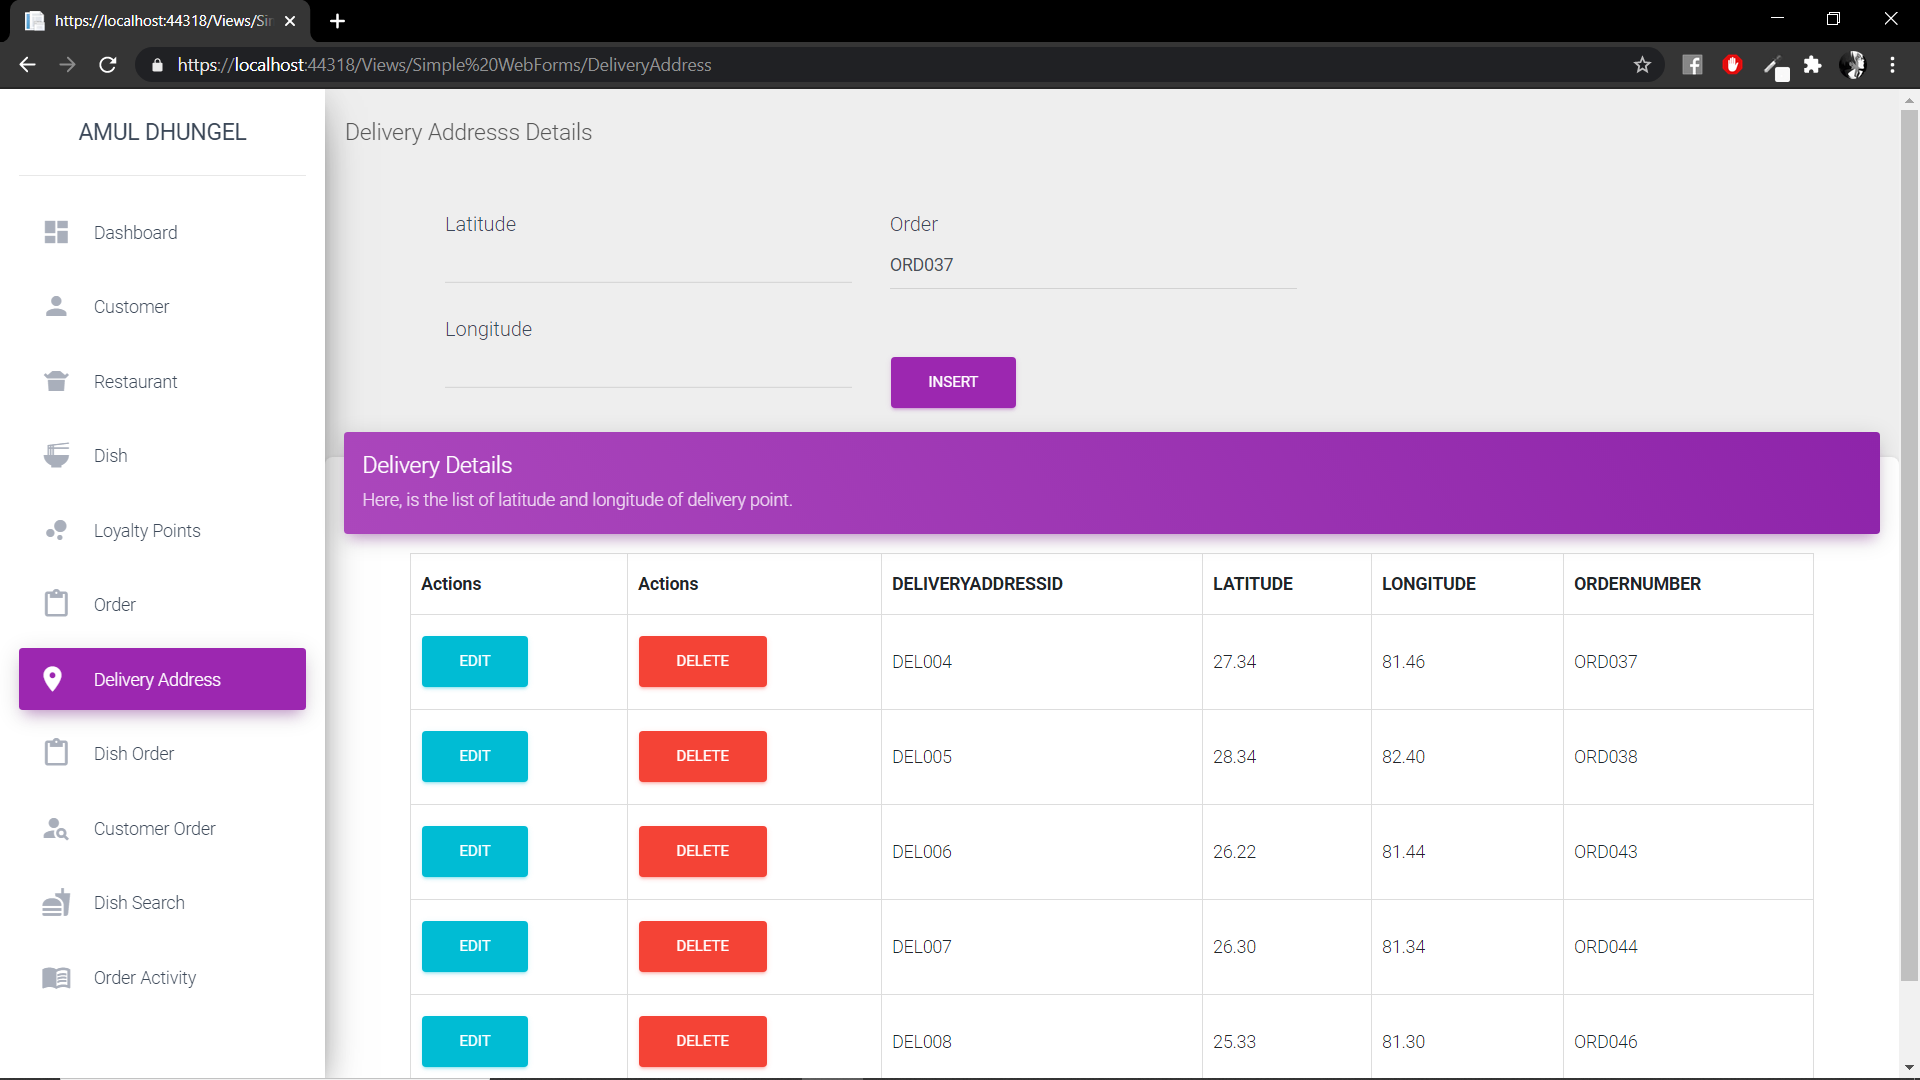 https://localhost:44318/Views/Sir
https://localhost:44318/Views/Simple%20WebForms/DeliveryAddress
AMUL DHUNGEL
Dashboard
Customer
Restaurant
Dish
Loyalty Points
Order
Delivery Address
Dish Order
Customer Order
Dish Search
Order Activity
Delivery Addresss Details
Latitude
Order
ORD037
Longitude
INSERT
Delivery Details
Here, is the list of latitude and longitude of delivery point.
Actions Actions DELIVERYADDRESSID LATITUDE LONGITUDE ORDERNUMBER
EDIT DELETE DEL004 27.34 81.46 ORD037
EDIT DELETE DEL005 28.34 82.40 ORD038
EDIT DELETE DEL006 26.22 81.44 ORD043
EDIT DELETE DEL007 26.30 81.34 ORD044
EDIT DELETE DEL008 25.33 81.30 ORD046